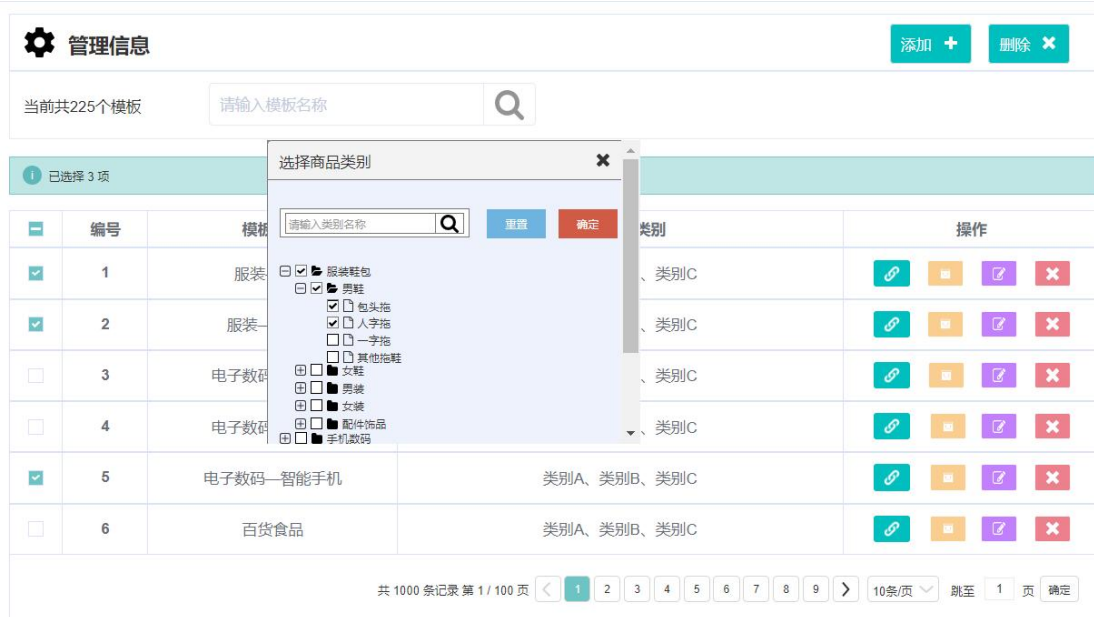 管理信息
添加
删除
当前共225个模板
请输入模板名称
选择商品类别
已选择 3 项
请输入类别名称
重置
确定
编号
模板
类别
操作
服装鞋包
1
服装
、类别C
男鞋
包头拖
人字拖
2
服装—
、类别C
一字拖
其他拖鞋
女鞋
3
电子数码
、类别C
男装
女装
配件饰品
4
电子数码
、类别C
手机数码
5
电子数码—智能手机
类别A、类别B、类别C
6
百货食品
类别A、类别B、类别C
共 1000 条记录 第 1 / 100 页
1 2 3 4 5 6 7 8 9
10条/页
跳至 1 页 确定